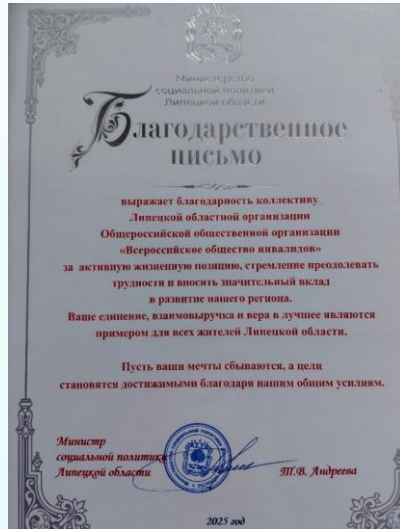 Министерство
социальной политики
Липецкой области
Благодарственное
письмо
выражает благодарность коллективу
Липецкой областной организации
Общероссийской общественной организации
«Всероссийское общество инвалидов»
за активную жизненную позицию, стремление преодолевать
трудности и вносить значительный вклад
в развитие нашего региона.
Ваше единение, взаимовыручка и вера в лучшее являются
примером для всех жителей Липецкой области.
Пусть ваши мечты сбываются, а цели
становятся достижимыми благодаря нашим общим усилиям.
Министр
социальной политики
Липецкой области
Т.В. Андреева
2025 год